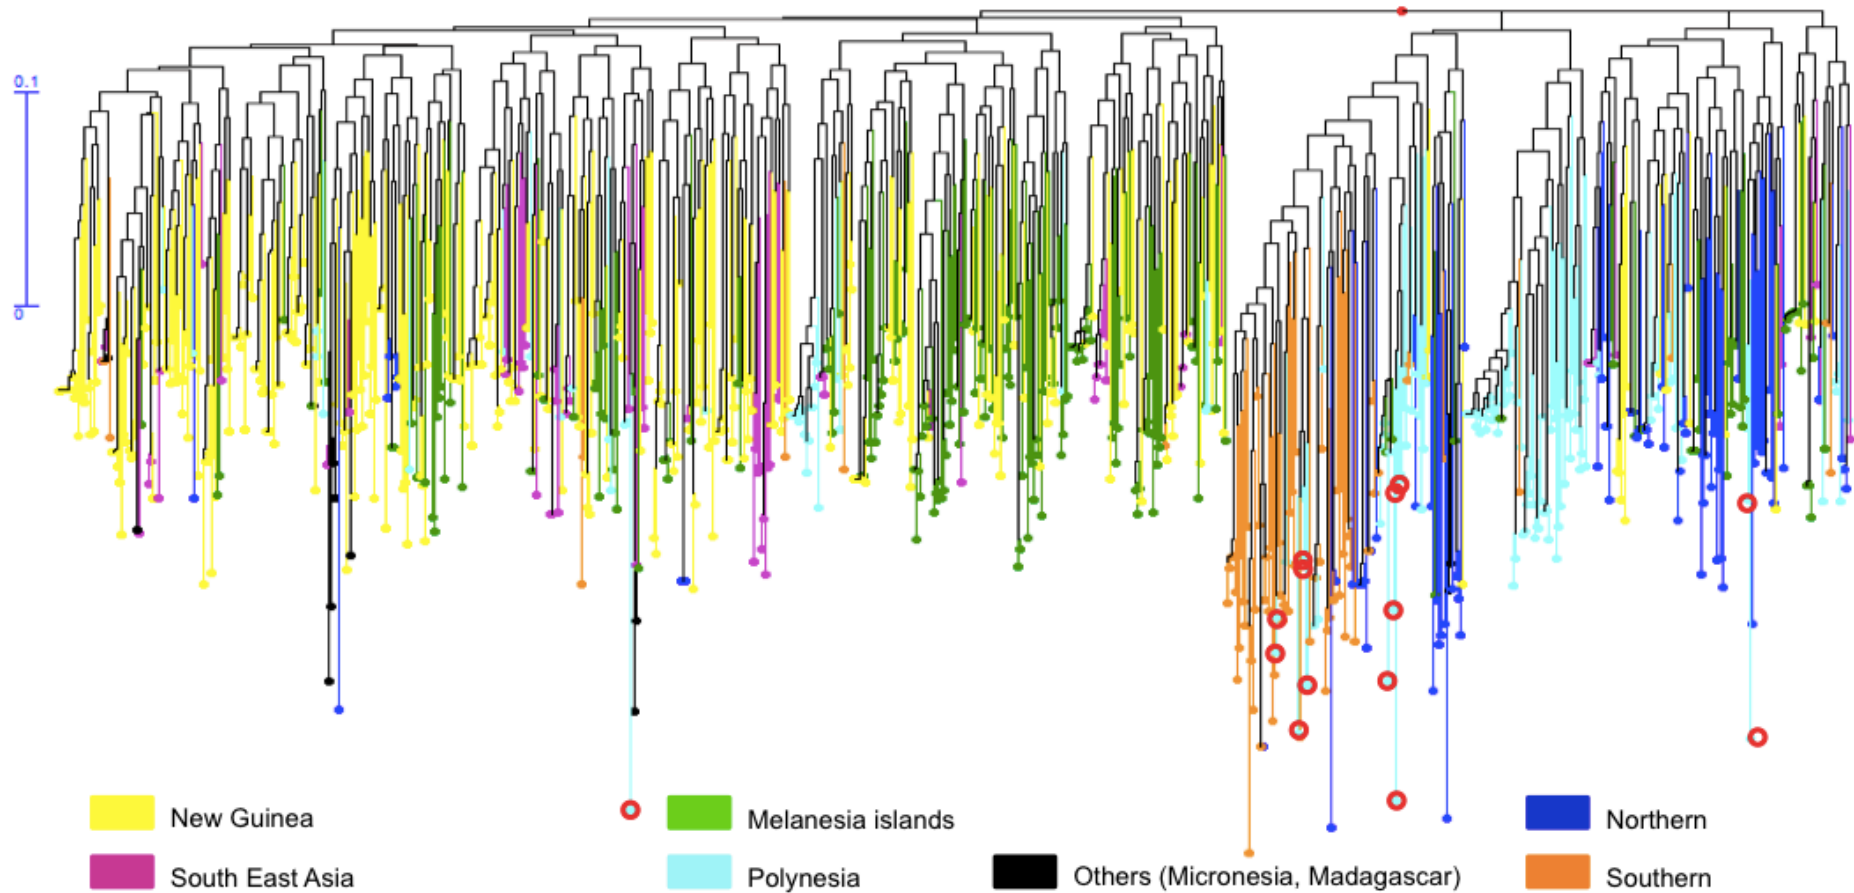 0.1
0
New Guinea
Melanesia islands
Northern
South East Asia
Polynesia
Others (Micronesia, Madagascar)
Southern